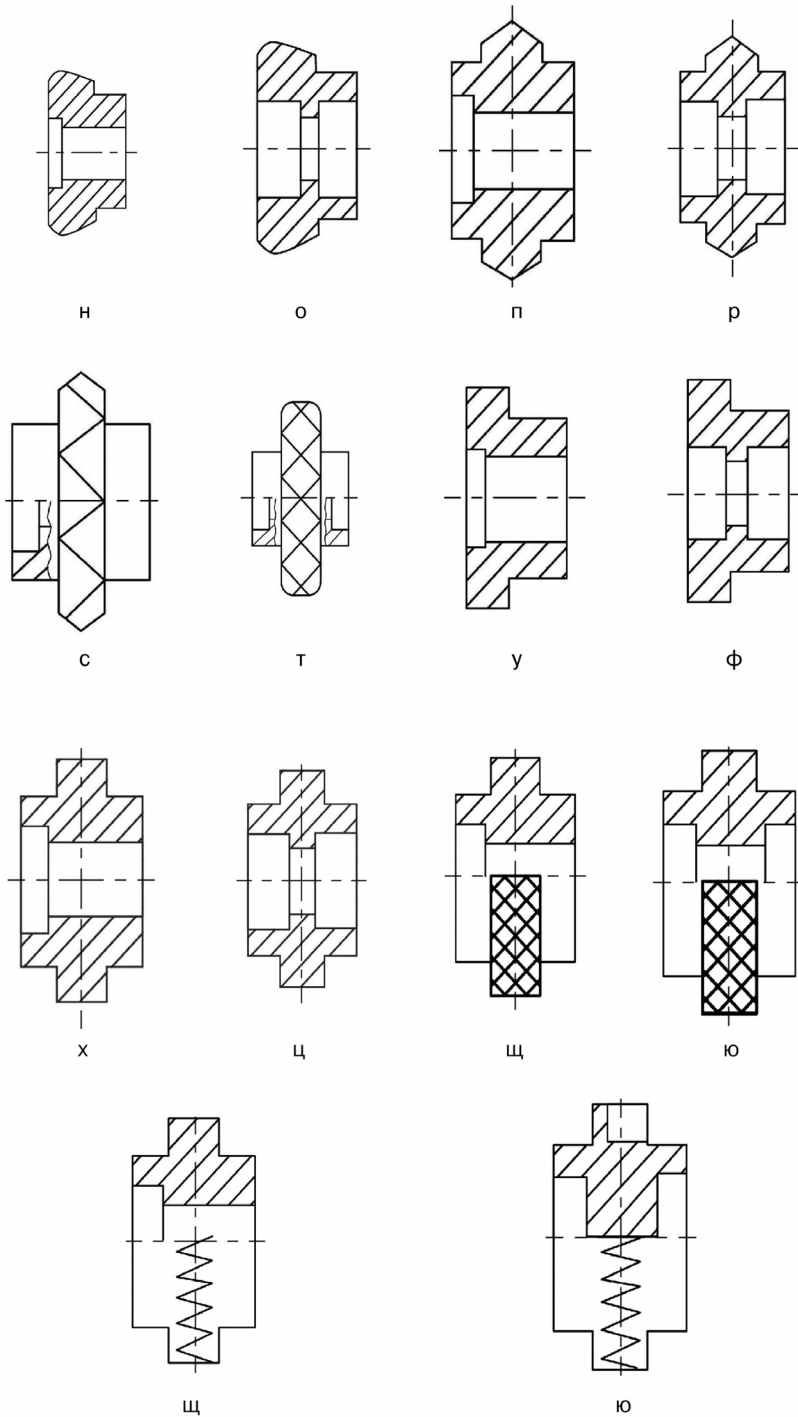 н о п р
с т у ф
х ц щ ю
щ ю